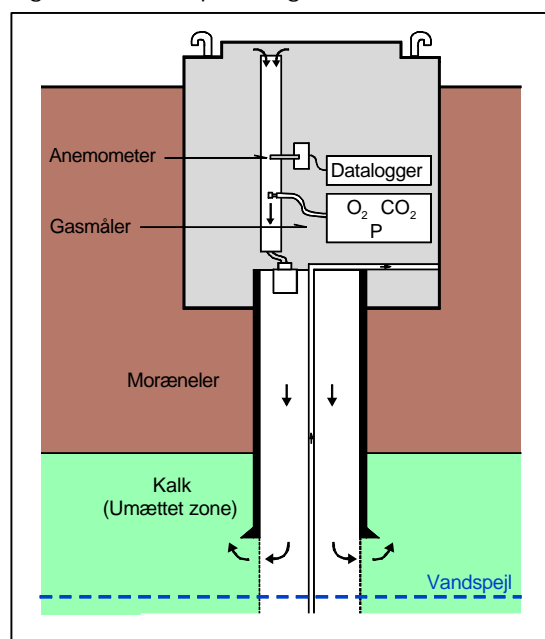 Anemometer
Datalogger
O₂ CO₂
P
Gasmåler
Moræneler
Kalk
(Umættet zone)
Vandspejl